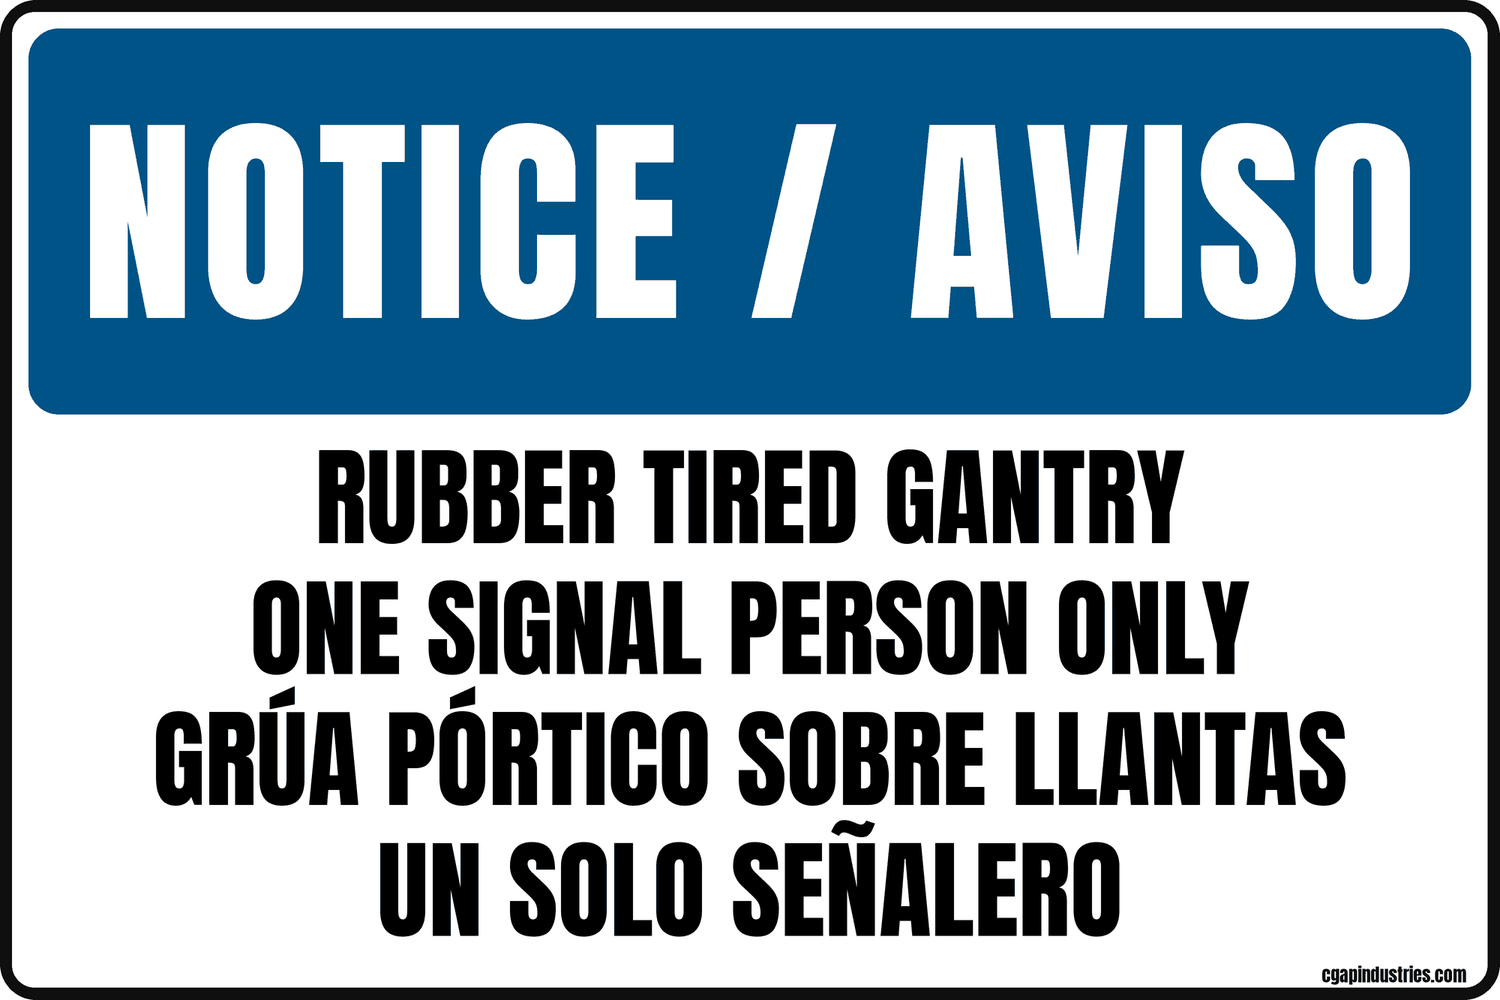 NOTICE / AVISO
RUBBER TIRED GANTRY
ONE SIGNAL PERSON ONLY
GRÚA PÓRTICO SOBRE LLANTAS
UN SOLO SEÑALERO
cgapindustries.com